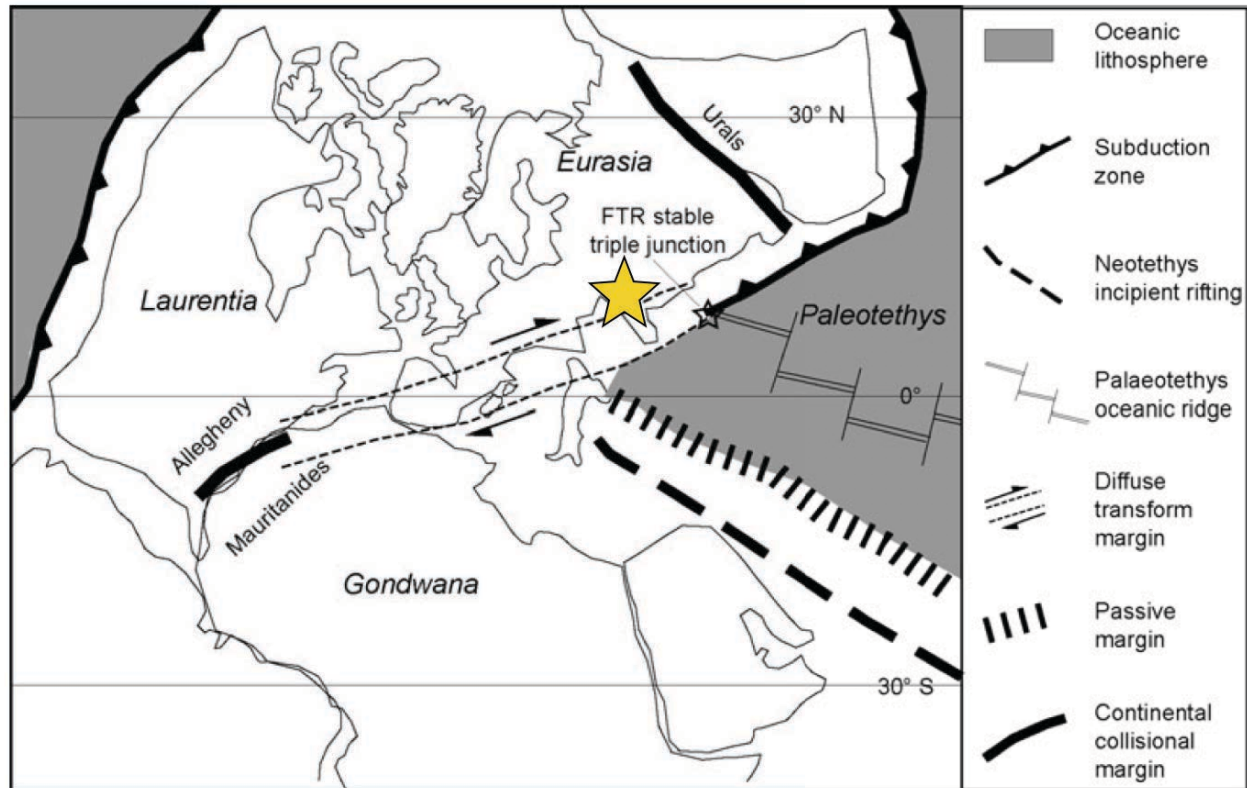 30° N
Urals
Eurasia
FTR stable
triple junction
Laurentia
Paleotethys
0°
Allegheny
Mauritanides
Gondwana
30° S
Oceanic
lithosphere
Subduction
zone
Neotethys
incipient rifting
Palaeotethys
oceanic ridge
Diffuse
transform
margin
Passive
margin
Continental
collisional
margin